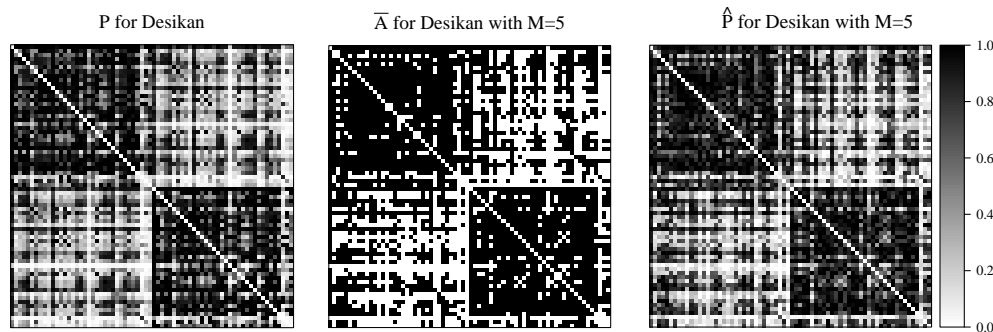 P for Desikan
A̅ for Desikan with M=5
P̂ for Desikan with M=5
1.0
0.8
0.6
0.4
0.2
0.0